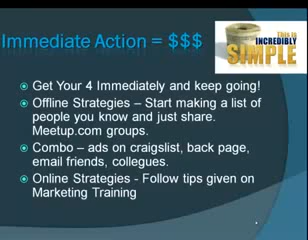 Immediate Action = $$$
This is
INCREDIBLY
SIMPLE
Get Your 4 Immediately and keep going!
Offline Strategies – Start making a list of
people you know and just share.
Meetup.com groups.
Combo – ads on craigslist, back page,
email friends, collegues.
Online Strategies - Follow tips given on
Marketing Training